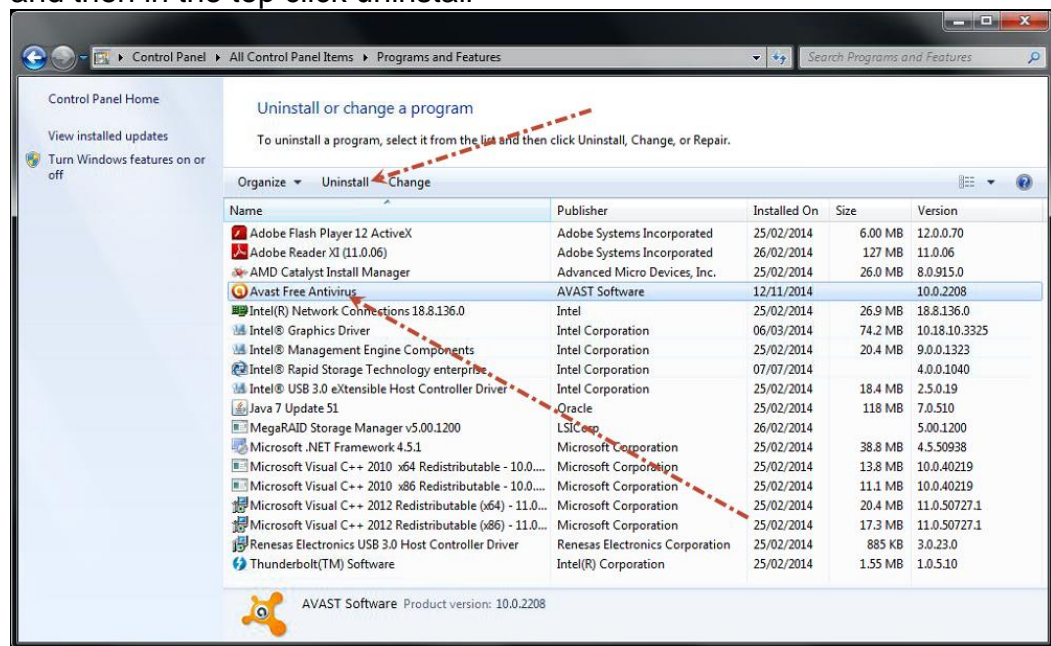 and then in the top click uninstall
Control Panel All Control Panel Items Programs and Features Search Programs and Features
Control Panel Home
View installed updates
Turn Windows features on or
off
Uninstall or change a program
To uninstall a program, select it from the list and then click Uninstall, Change, or Repair.
Organize Uninstall Change
Name Publisher Installed On Size Version
Adobe Flash Player 12 ActiveX Adobe Systems Incorporated 25/02/2014 6.00 MB 12.0.0.70
Adobe Reader XI (11.0.06) Adobe Systems Incorporated 26/02/2014 127 MB 11.0.06
AMD Catalyst Install Manager Advanced Micro Devices, Inc. 25/02/2014 26.0 MB 8.0.915.0
Avast Free Antivirus AVAST Software 12/11/2014 10.0.2208
Intel(R) Network Connections 18.8.136.0 Intel 25/02/2014 26.9 MB 18.8.136.0
Intel® Graphics Driver Intel Corporation 06/03/2014 74.2 MB 10.18.10.3325
Intel® Management Engine Components Intel Corporation 25/02/2014 20.4 MB 9.0.0.1323
Intel® Rapid Storage Technology enterprise Intel Corporation 07/07/2014 4.0.0.1040
Intel® USB 3.0 eXtensible Host Controller Driver Intel Corporation 25/02/2014 18.4 MB 2.5.0.19
Java 7 Update 51 Oracle 25/02/2014 118 MB 7.0.510
MegaRAID Storage Manager v5.00.1200 LSICorp 26/02/2014 5.00.1200
Microsoft .NET Framework 4.5.1 Microsoft Corporation 25/02/2014 38.8 MB 4.5.50938
Microsoft Visual C++ 2010 x64 Redistributable - 10.0.... Microsoft Corporation 25/02/2014 13.8 MB 10.0.40219
Microsoft Visual C++ 2010 x86 Redistributable - 10.0.... Microsoft Corporation 25/02/2014 11.1 MB 10.0.40219
Microsoft Visual C++ 2012 Redistributable (x64) - 11.0... Microsoft Corporation 25/02/2014 20.4 MB 11.0.50727.1
Microsoft Visual C++ 2012 Redistributable (x86) - 11.0... Microsoft Corporation 25/02/2014 17.3 MB 11.0.50727.1
Renesas Electronics USB 3.0 Host Controller Driver Renesas Electronics Corporation 25/02/2014 885 KB 3.0.23.0
Thunderbolt(TM) Software Intel(R) Corporation 25/02/2014 1.55 MB 1.0.5.10
AVAST Software Product version: 10.0.2208